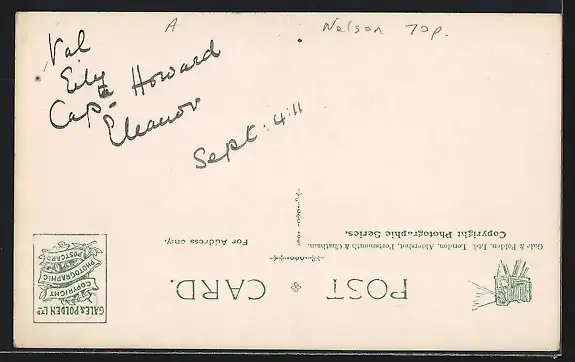 A
Nelson 70p.
Val
Eily
Capt Howard
Eleanor
Sept: 4:11
POST CARD.
Gale & Polden, Ltd., London, Aldershot, Portsmouth & Chatham.
Copyright Photographic Series.
For Address only.
GALE & POLDEN LTD
COPYRIGHT
PHOTOGRAPHIC
POSTCARD